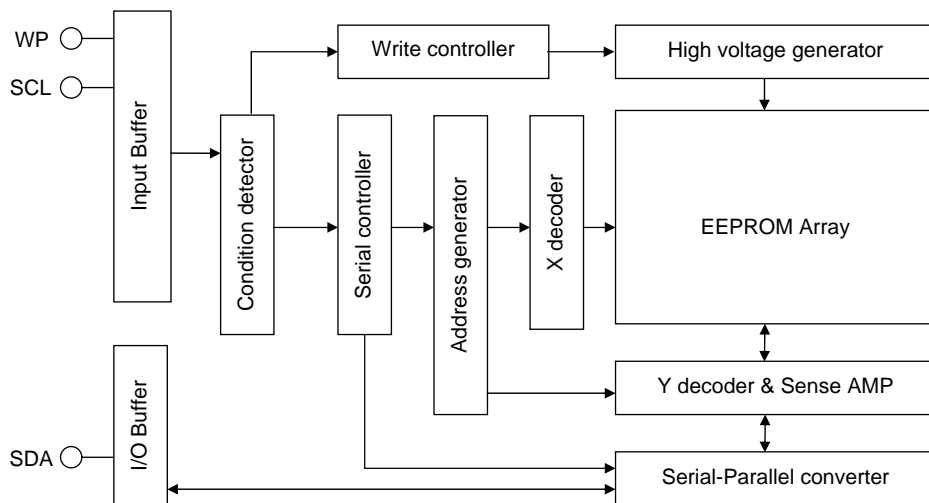 WP
SCL
SDA
Input Buffer
I/O Buffer
Condition detector
Write controller
Serial controller
Address generator
X decoder
High voltage generator
EEPROM Array
Y decoder & Sense AMP
Serial-Parallel converter